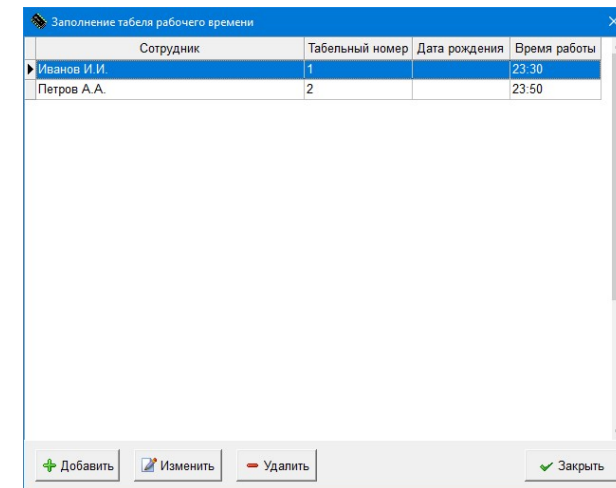 Заполнение табеля рабочего времени
Сотрудник Табельный номер Дата рождения Время работы
Иванов И.И. 1 23:30
Петров А.А. 2 23:50
Добавить Изменить Удалить Закрыть